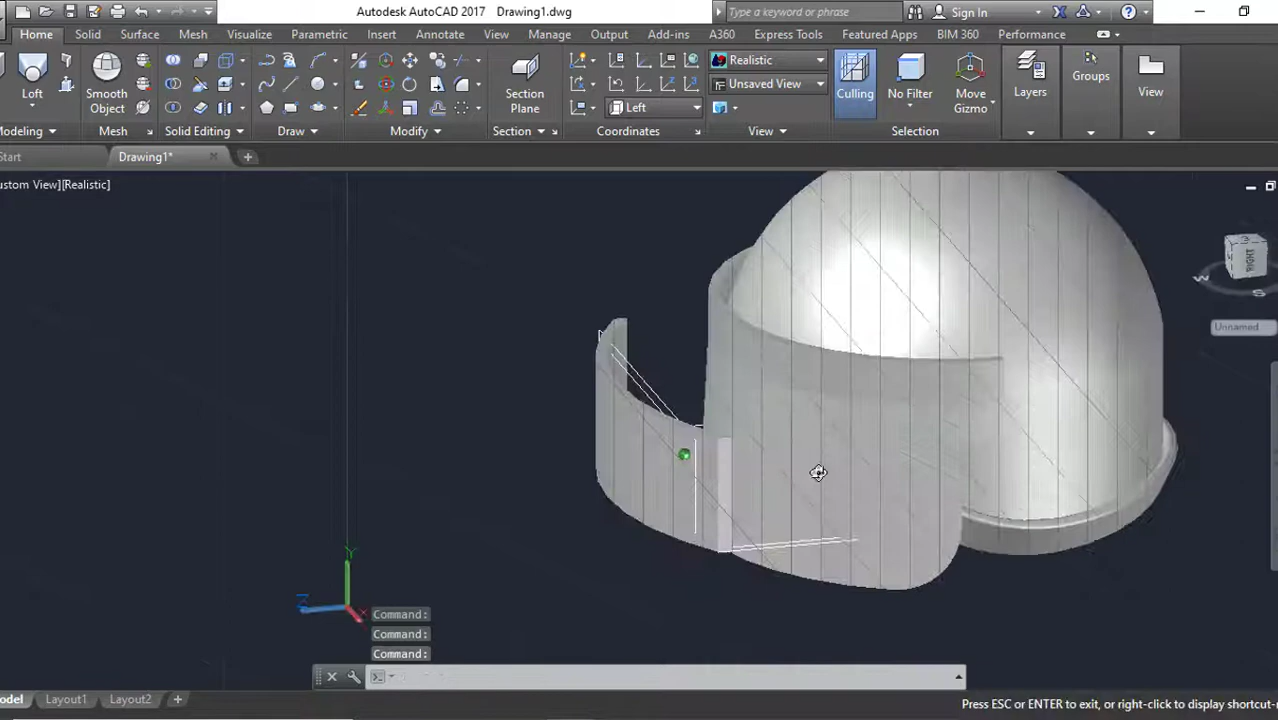 Autodesk AutoCAD 2017 Drawing1.dwg
Type a keyword or phrase
Sign In
Home Solid Surface Mesh Visualize Parametric Insert Annotate View Manage Output Add-ins A360 Express Tools Featured Apps BIM 360 Performance
Loft
Smooth
Object
Section
Plane
Realistic
Unsaved View
Left
Culling
No Filter
Move
Gizmo
Layers
Groups
View
odeling
Mesh
Solid Editing
Draw
Modify
Section
Coordinates
View
Selection
Start
Drawing1*
ustom View][Realistic]
RIGHT
W
S
Unnamed
Y
Z
X
Command:
Command:
Command:
odel
Layout1
Layout2
Press ESC or ENTER to exit, or right-click to display shortcut-